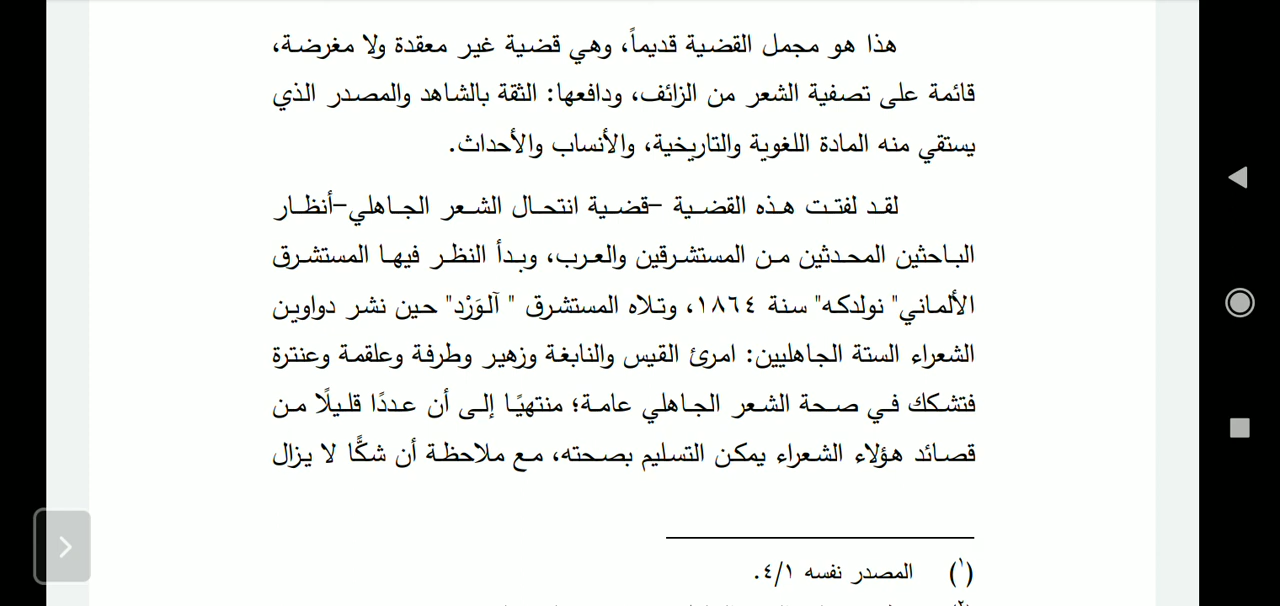 هذا هو مجمل القضية قديماً، وهي قضية غير معقدة ولا مغرضة،
قائمة على تصفية الشعر من الزائف، ودافعها: الثقة بالشاهد والمصدر الذي
يستقي منه المادة اللغوية والتاريخية، والأنساب والأحداث.
لقد لفتت هذه القضية –قضية انتحال الشعر الجاهلي–أنظار
الباحثين المحدثين من المستشرقين والعرب، وبدأ النظر فيها المستشرق
الألماني" نولدكه" سنة ١٨٦٤، وتلاه المستشرق " آلوَرْد" حين نشر دواوين
الشعراء الستة الجاهليين: امرئ القيس والنابغة وزهير وطرفة وعلقمة وعنترة
فتشكك في صحة الشعر الجاهلي عامة؛ منتهيًا إلى أن عددًا قليلًا من
قصائد هؤلاء الشعراء يمكن التسليم بصحته، مع ملاحظة أن شكًّا لا يزال
(١) المصدر نفسه ٤/١.